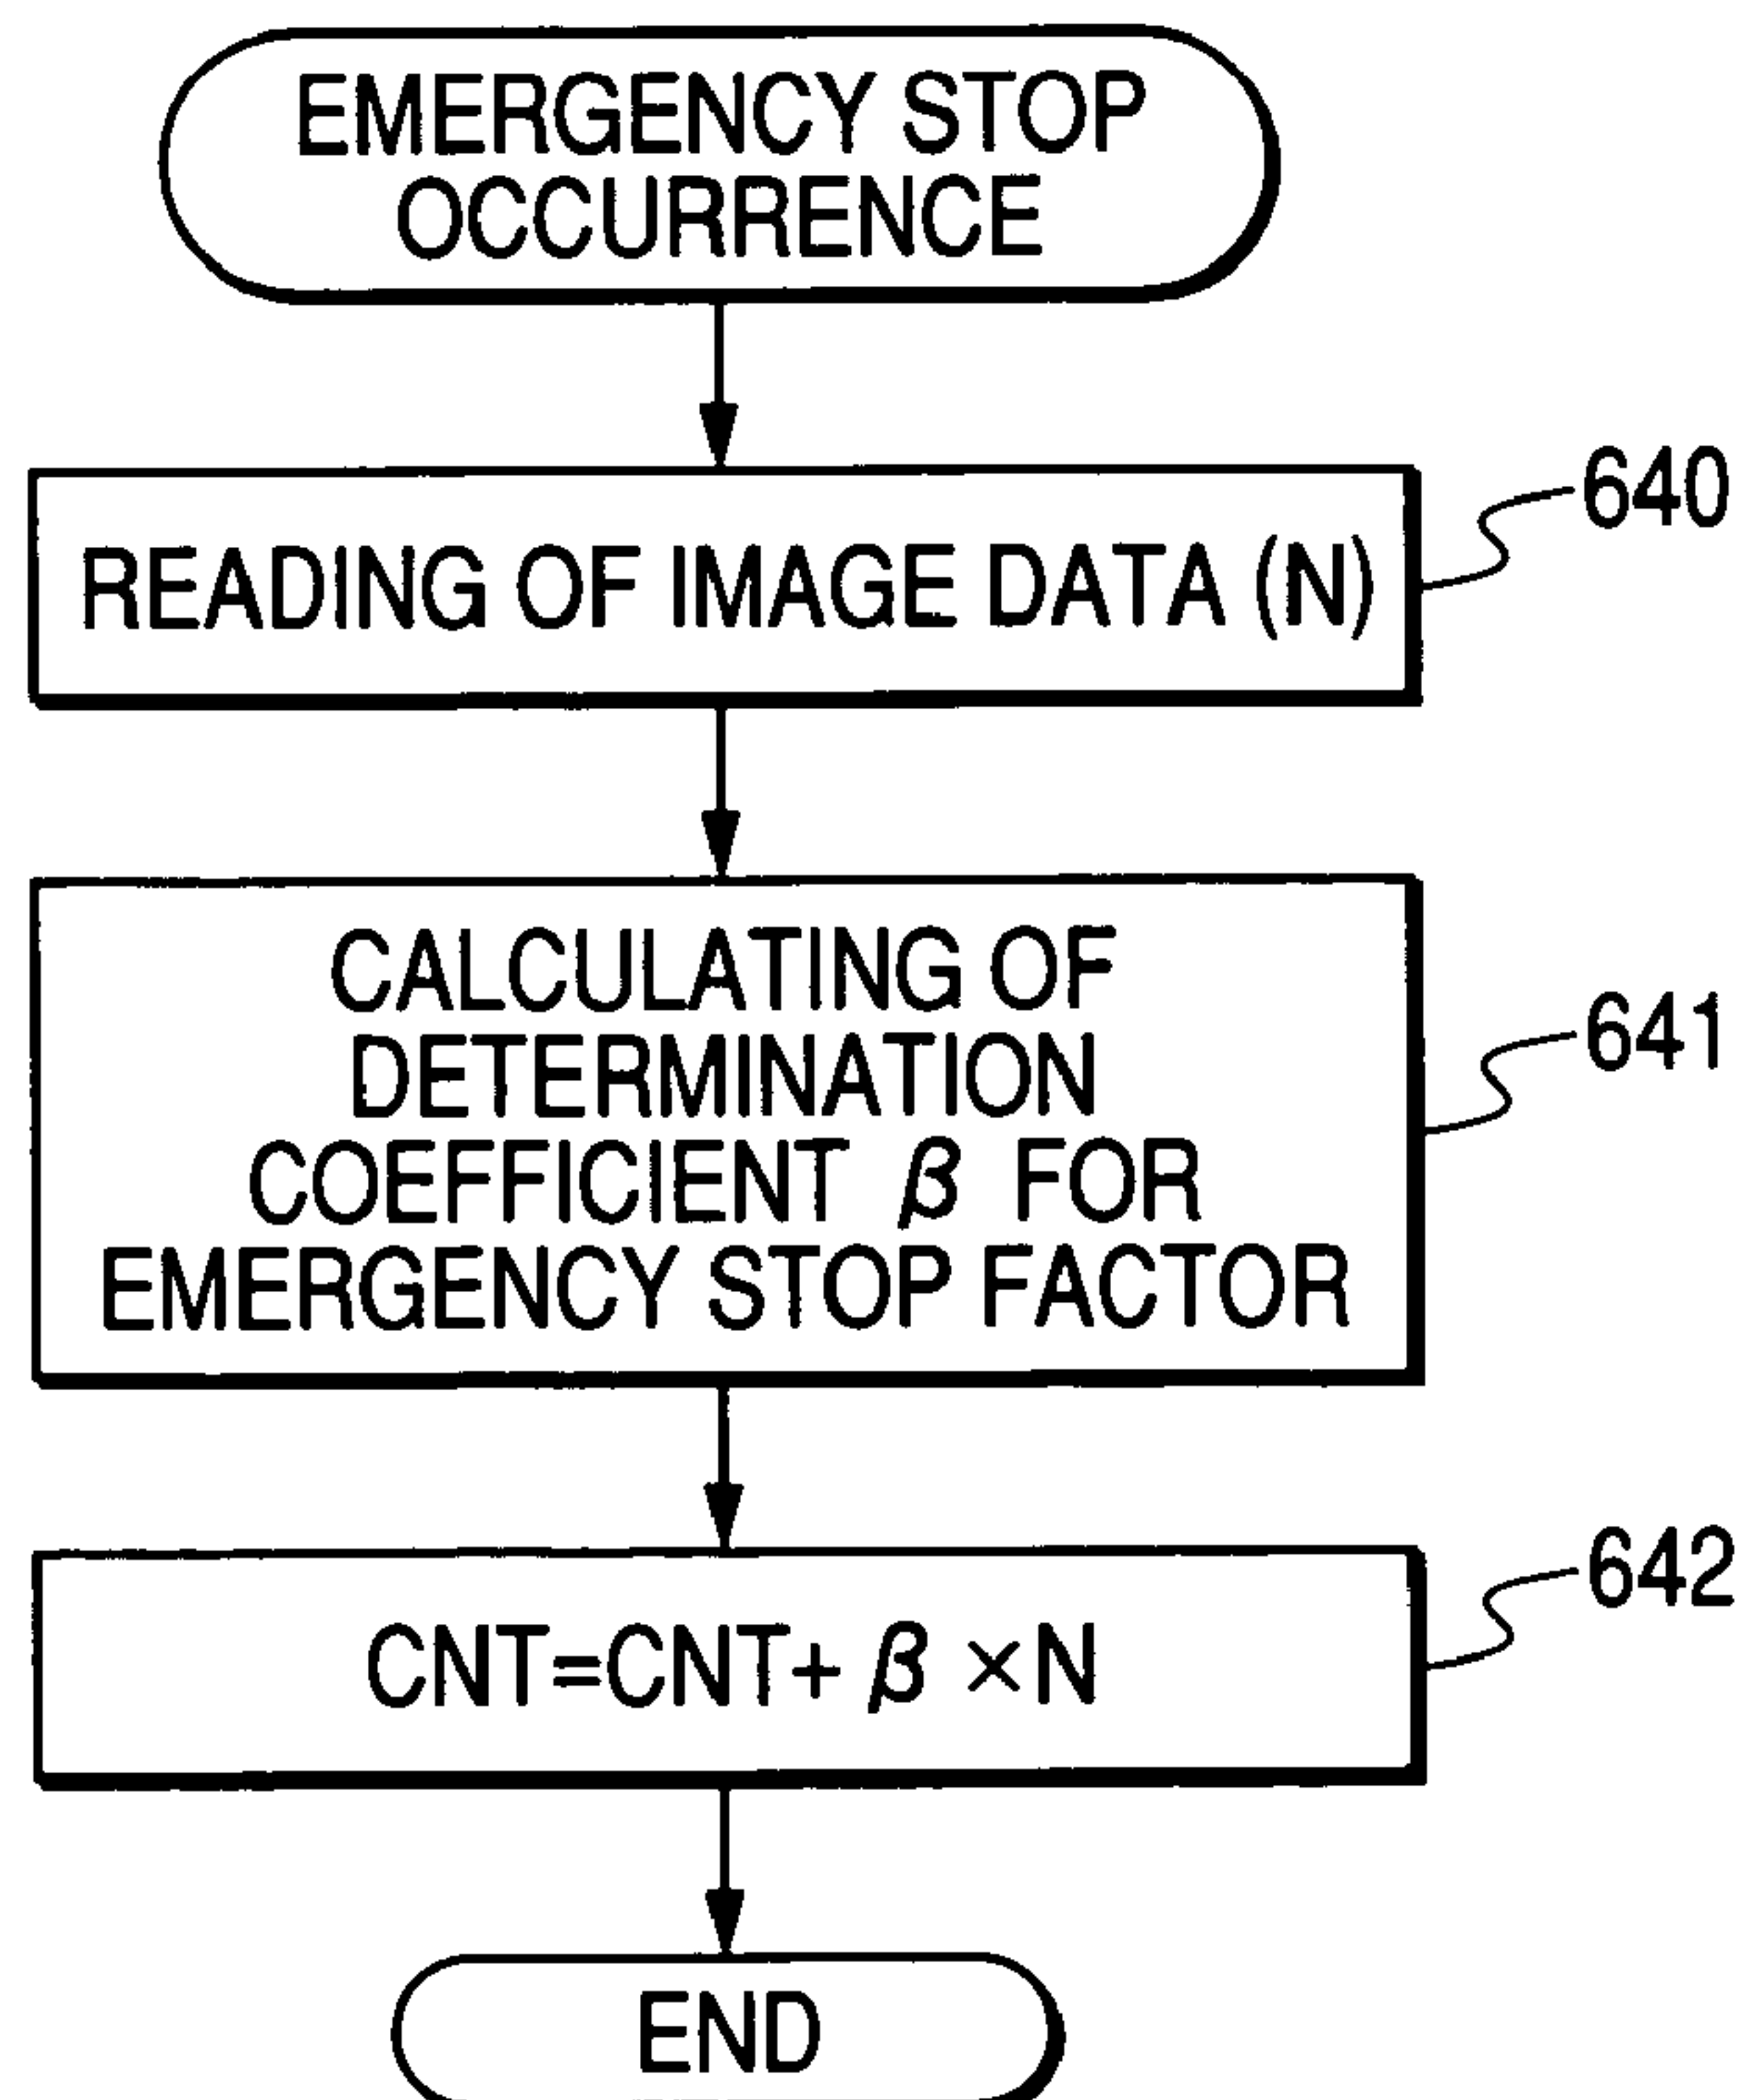 EMERGENCY STOP
OCCURRENCE
READING OF IMAGE DATA (N)
640
CALCULATING OF
DETERMINATION
COEFFICIENT β FOR
EMERGENCY STOP FACTOR
641
CNT=CNT+ β ×N
642
END